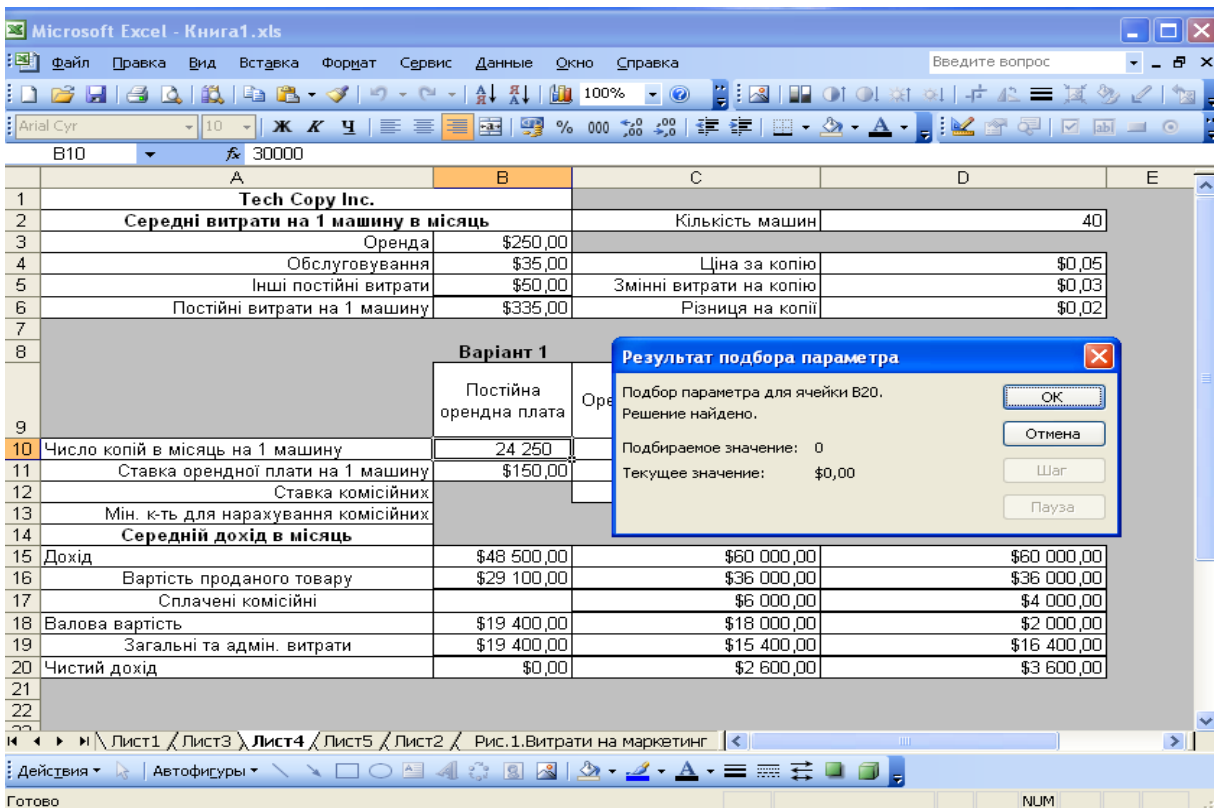 Microsoft Excel - Книга1.xls
Файл Правка Вид Вставка Формат Сервис Данные Окно Справка Введите вопрос
100%
Arial Cyr 10 Ж К Ч % 000
B10 fx 30000
A B C D E
1 Tech Copy Inc.
2 Середні витрати на 1 машину в місяць Кількість машин 40
3 Оренда $250,00
4 Обслуговування $35,00 Ціна за копію $0,05
5 Інші постійні витрати $50,00 Змінні витрати на копію $0,03
6 Постійні витрати на 1 машину $335,00 Різниця на копії $0,02
7
8 Варіант 1
9 Постійна орендна плата Оре
10 Число копій в місяць на 1 машину 24 250
11 Ставка орендної плати на 1 машину $150,00
12 Ставка комісійних
13 Мін. к-ть для нарахування комісійних
14 Середній дохід в місяць
15 Дохід $48 500,00 $60 000,00 $60 000,00
16 Вартість проданого товару $29 100,00 $36 000,00 $36 000,00
17 Сплачені комісійні $6 000,00 $4 000,00
18 Валова вартість $19 400,00 $18 000,00 $2 000,00
19 Загальні та адмін. витрати $19 400,00 $15 400,00 $16 400,00
20 Чистий дохід $0,00 $2 600,00 $3 600,00
21
22
Результат подбора параметра
Подбор параметра для ячейки B20.
Решение найдено.
Подбираемое значение: 0
Текущее значение: $0,00
ОК
Отмена
Шаг
Пауза
Лист1 Лист3 Лист4 Лист5 Лист2 Рис.1.Витрати на маркетинг
Действия Автофигуры
Готово NUM